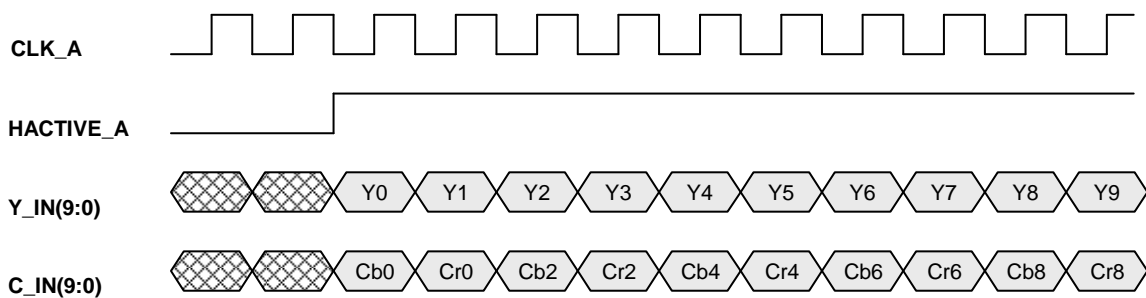 CLK_A
HACTIVE_A
Y_IN(9:0) Y0 Y1 Y2 Y3 Y4 Y5 Y6 Y7 Y8 Y9
C_IN(9:0) Cb0 Cr0 Cb2 Cr2 Cb4 Cr4 Cb6 Cr6 Cb8 Cr8